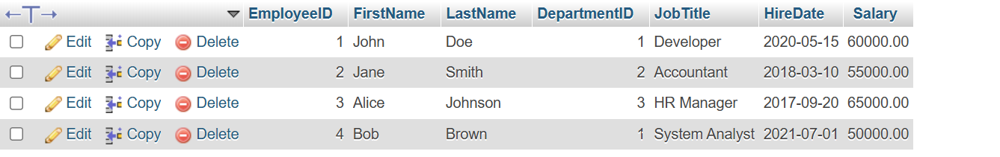 EmployeeID FirstName LastName DepartmentID JobTitle HireDate Salary
Edit Copy Delete 1 John Doe 1 Developer 2020-05-15 60000.00
Edit Copy Delete 2 Jane Smith 2 Accountant 2018-03-10 55000.00
Edit Copy Delete 3 Alice Johnson 3 HR Manager 2017-09-20 65000.00
Edit Copy Delete 4 Bob Brown 1 System Analyst 2021-07-01 50000.00